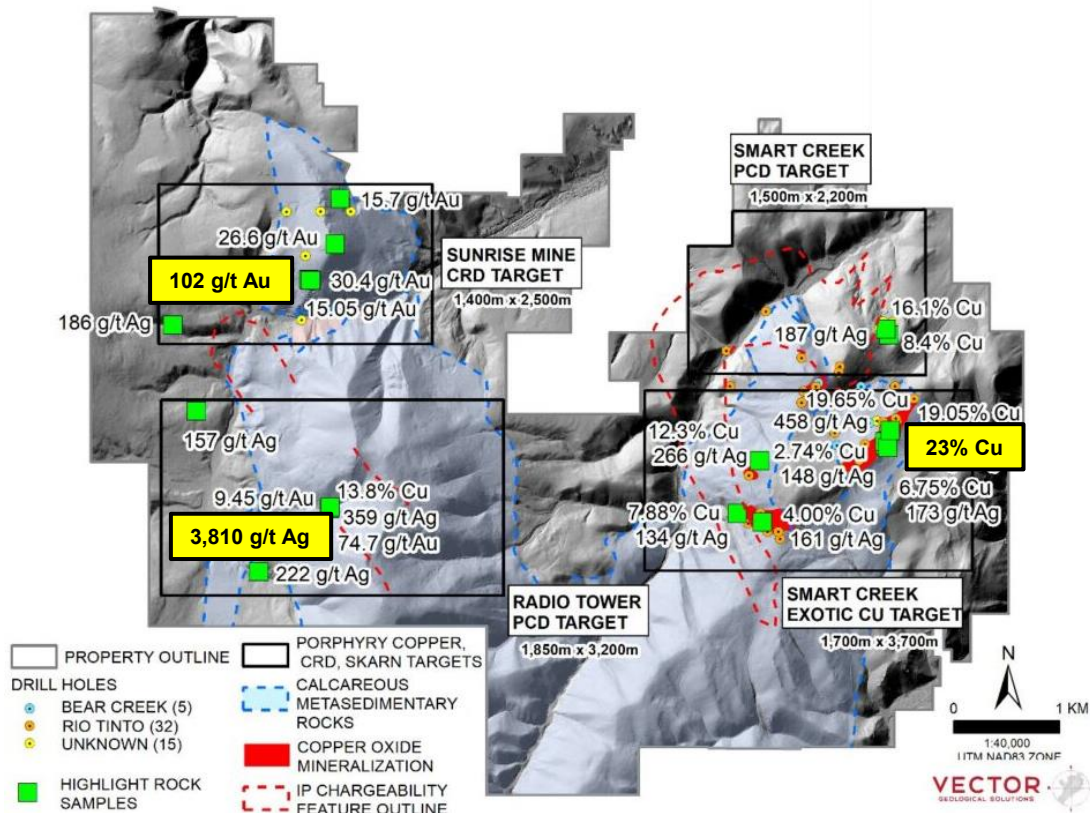 SMART CREEK
PCD TARGET
1,500m x 2,200m
15.7 g/t Au
26.6 g/t Au
SUNRISE MINE
CRD TARGET
1,400m x 2,500m
102 g/t Au
30.4 g/t Au
15.05 g/t Au
186 g/t Ag
16.1% Cu
187 g/t Ag
8.4% Cu
157 g/t Ag
19.65% Cu
458 g/t Ag
19.05% Cu
12.3% Cu
266 g/t Ag
2.74% Cu
148 g/t Ag
23% Cu
6.75% Cu
173 g/t Ag
9.45 g/t Au
13.8% Cu
359 g/t Ag
74.7 g/t Au
3,810 g/t Ag
222 g/t Ag
7.88% Cu
134 g/t Ag
4.00% Cu
161 g/t Ag
RADIO TOWER
PCD TARGET
1,850m x 3,200m
SMART CREEK
EXOTIC CU TARGET
1,700m x 3,700m
PROPERTY OUTLINE
DRILL HOLES
BEAR CREEK (5)
RIO TINTO (32)
UNKNOWN (15)
HIGHLIGHT ROCK
SAMPLES
PORPHYRY COPPER,
CRD, SKARN TARGETS
CALCAREOUS
METASEDIMENTARY
ROCKS
COPPER OXIDE
MINERALIZATION
IP CHARGEABILITY
FEATURE OUTLINE
N
0 1 KM
1:40,000
UTM NAD83 ZONE
VECTOR
GEOLOGICAL SOLUTIONS